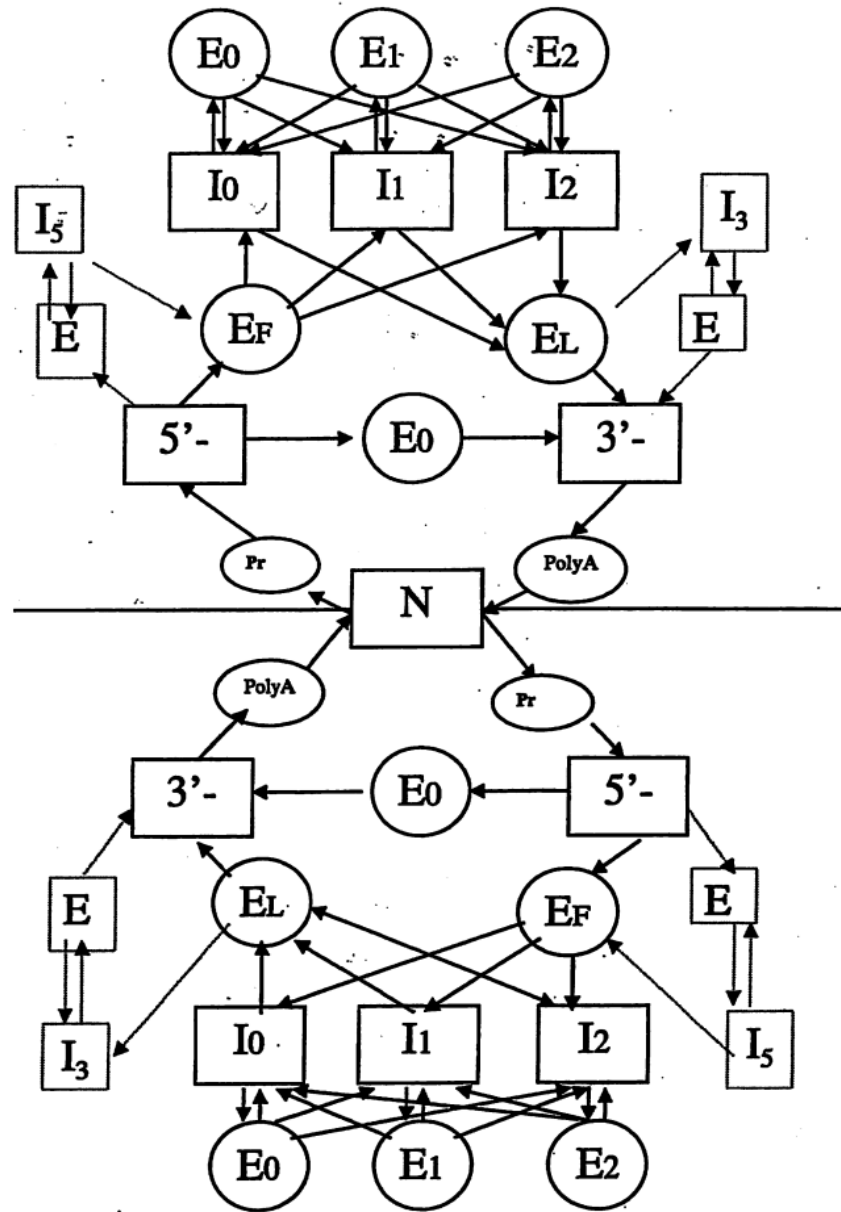 E0 E1 E2
I0 I1 I2
I5 I3
E EF EL E
5'- E0 3'-
Pr PolyA
N
PolyA Pr
3'- E0 5'-
E EL EF E
I3 I0 I1 I2 I5
E0 E1 E2